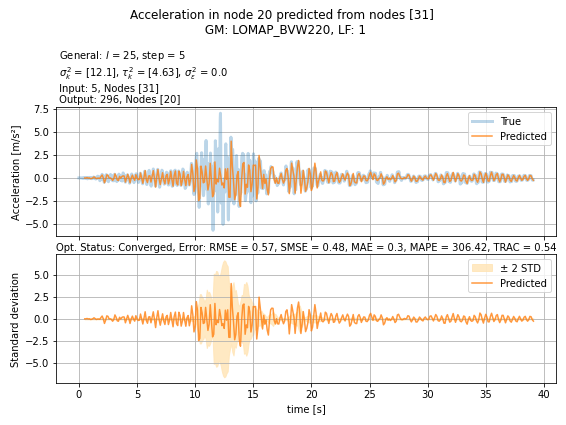 Acceleration in node 20 predicted from nodes [31]
GM: LOMAP_BVW220, LF: 1
General: l = 25, step = 5
σ_k² = [12.1], τ_k² = [4.63], σ_ε² = 0.0
Input: 5, Nodes [31]
Output: 296, Nodes [20]
7.5
5.0
2.5
0.0
−2.5
−5.0
Acceleration [m/s²]
True
Predicted
Opt. Status: Converged, Error: RMSE = 0.57, SMSE = 0.48, MAE = 0.3, MAPE = 306.42, TRAC = 0.54
5.0
2.5
0.0
−2.5
−5.0
Standard deviation
± 2 STD
Predicted
0 5 10 15 20 25 30 35 40
time [s]